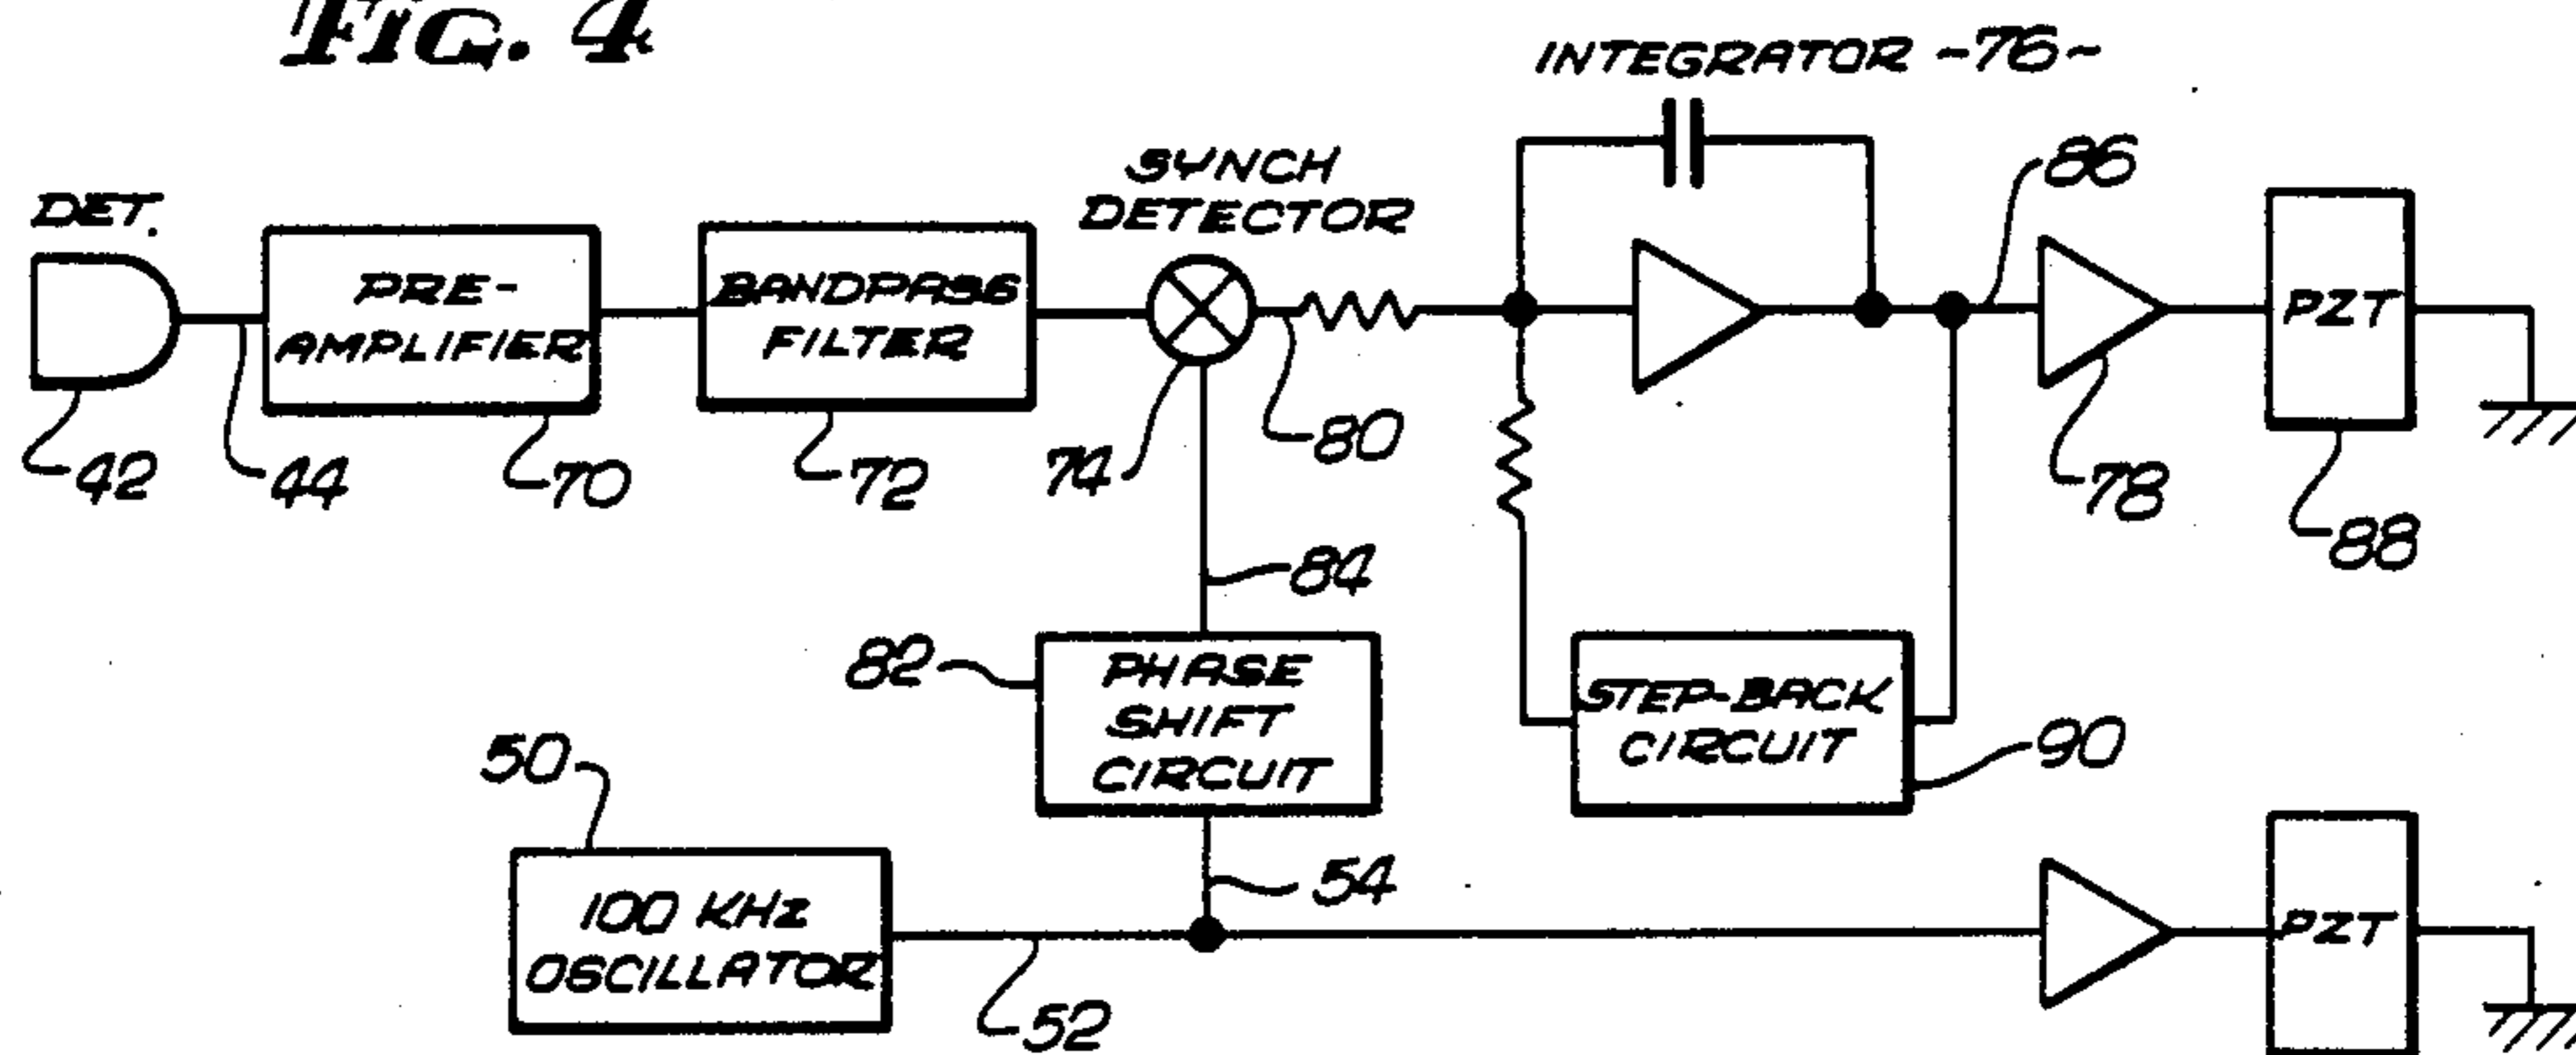 FIG. 4
INTEGRATOR -76-
86
SYNCH
DETECTOR
DET.
PRE-
AMPLIFIER
BANDPASS
FILTER
PZT
42
44
70
72
74
80
78
88
84
82
PHASE
SHIFT
CIRCUIT
STEP-BACK
CIRCUIT
90
50
54
100 KHz
OSCILLATOR
PZT
52